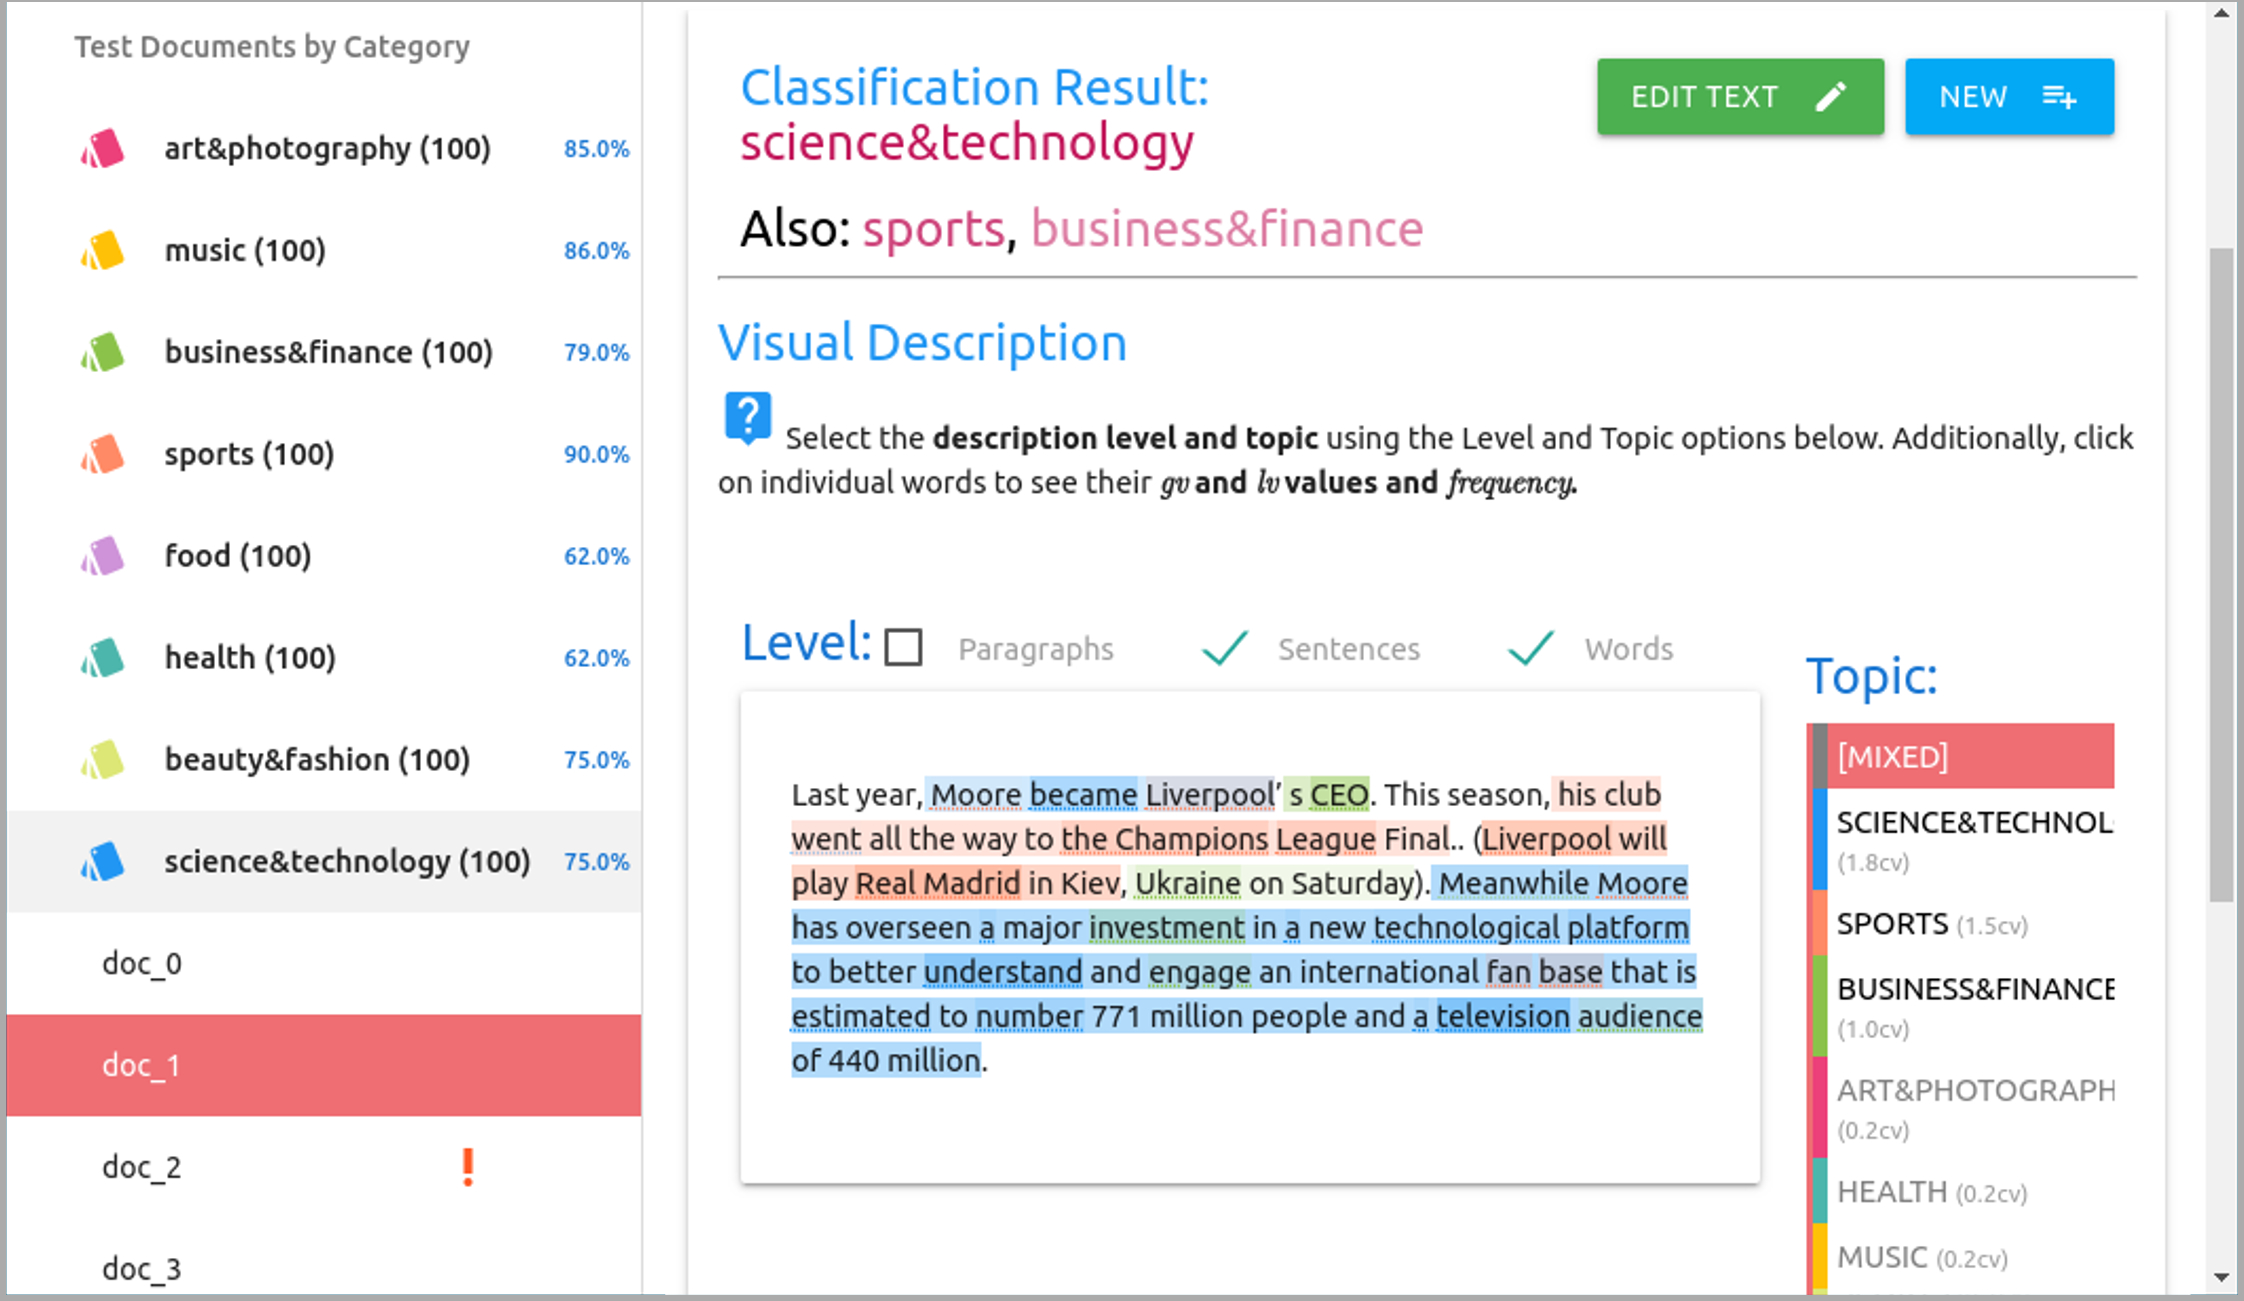 Test Documents by Category
art&photography (100) 85.0%
music (100) 86.0%
business&finance (100) 79.0%
sports (100) 90.0%
food (100) 62.0%
health (100) 62.0%
beauty&fashion (100) 75.0%
science&technology (100) 75.0%
doc_0
doc_1
doc_2 !
doc_3
Classification Result:
science&technology
EDIT TEXT
NEW
Also: sports, business&finance
Visual Description
? Select the description level and topic using the Level and Topic options below. Additionally, click
on individual words to see their gv and lv values and frequency.
Level: Paragraphs Sentences Words
Last year, Moore became Liverpool’ s CEO. This season, his club
went all the way to the Champions League Final.. (Liverpool will
play Real Madrid in Kiev, Ukraine on Saturday). Meanwhile Moore
has overseen a major investment in a new technological platform
to better understand and engage an international fan base that is
estimated to number 771 million people and a television audience
of 440 million.
Topic:
[MIXED]
SCIENCE&TECHNOL
(1.8cv)
SPORTS (1.5cv)
BUSINESS&FINANCE
(1.0cv)
ART&PHOTOGRAPH
(0.2cv)
HEALTH (0.2cv)
MUSIC (0.2cv)